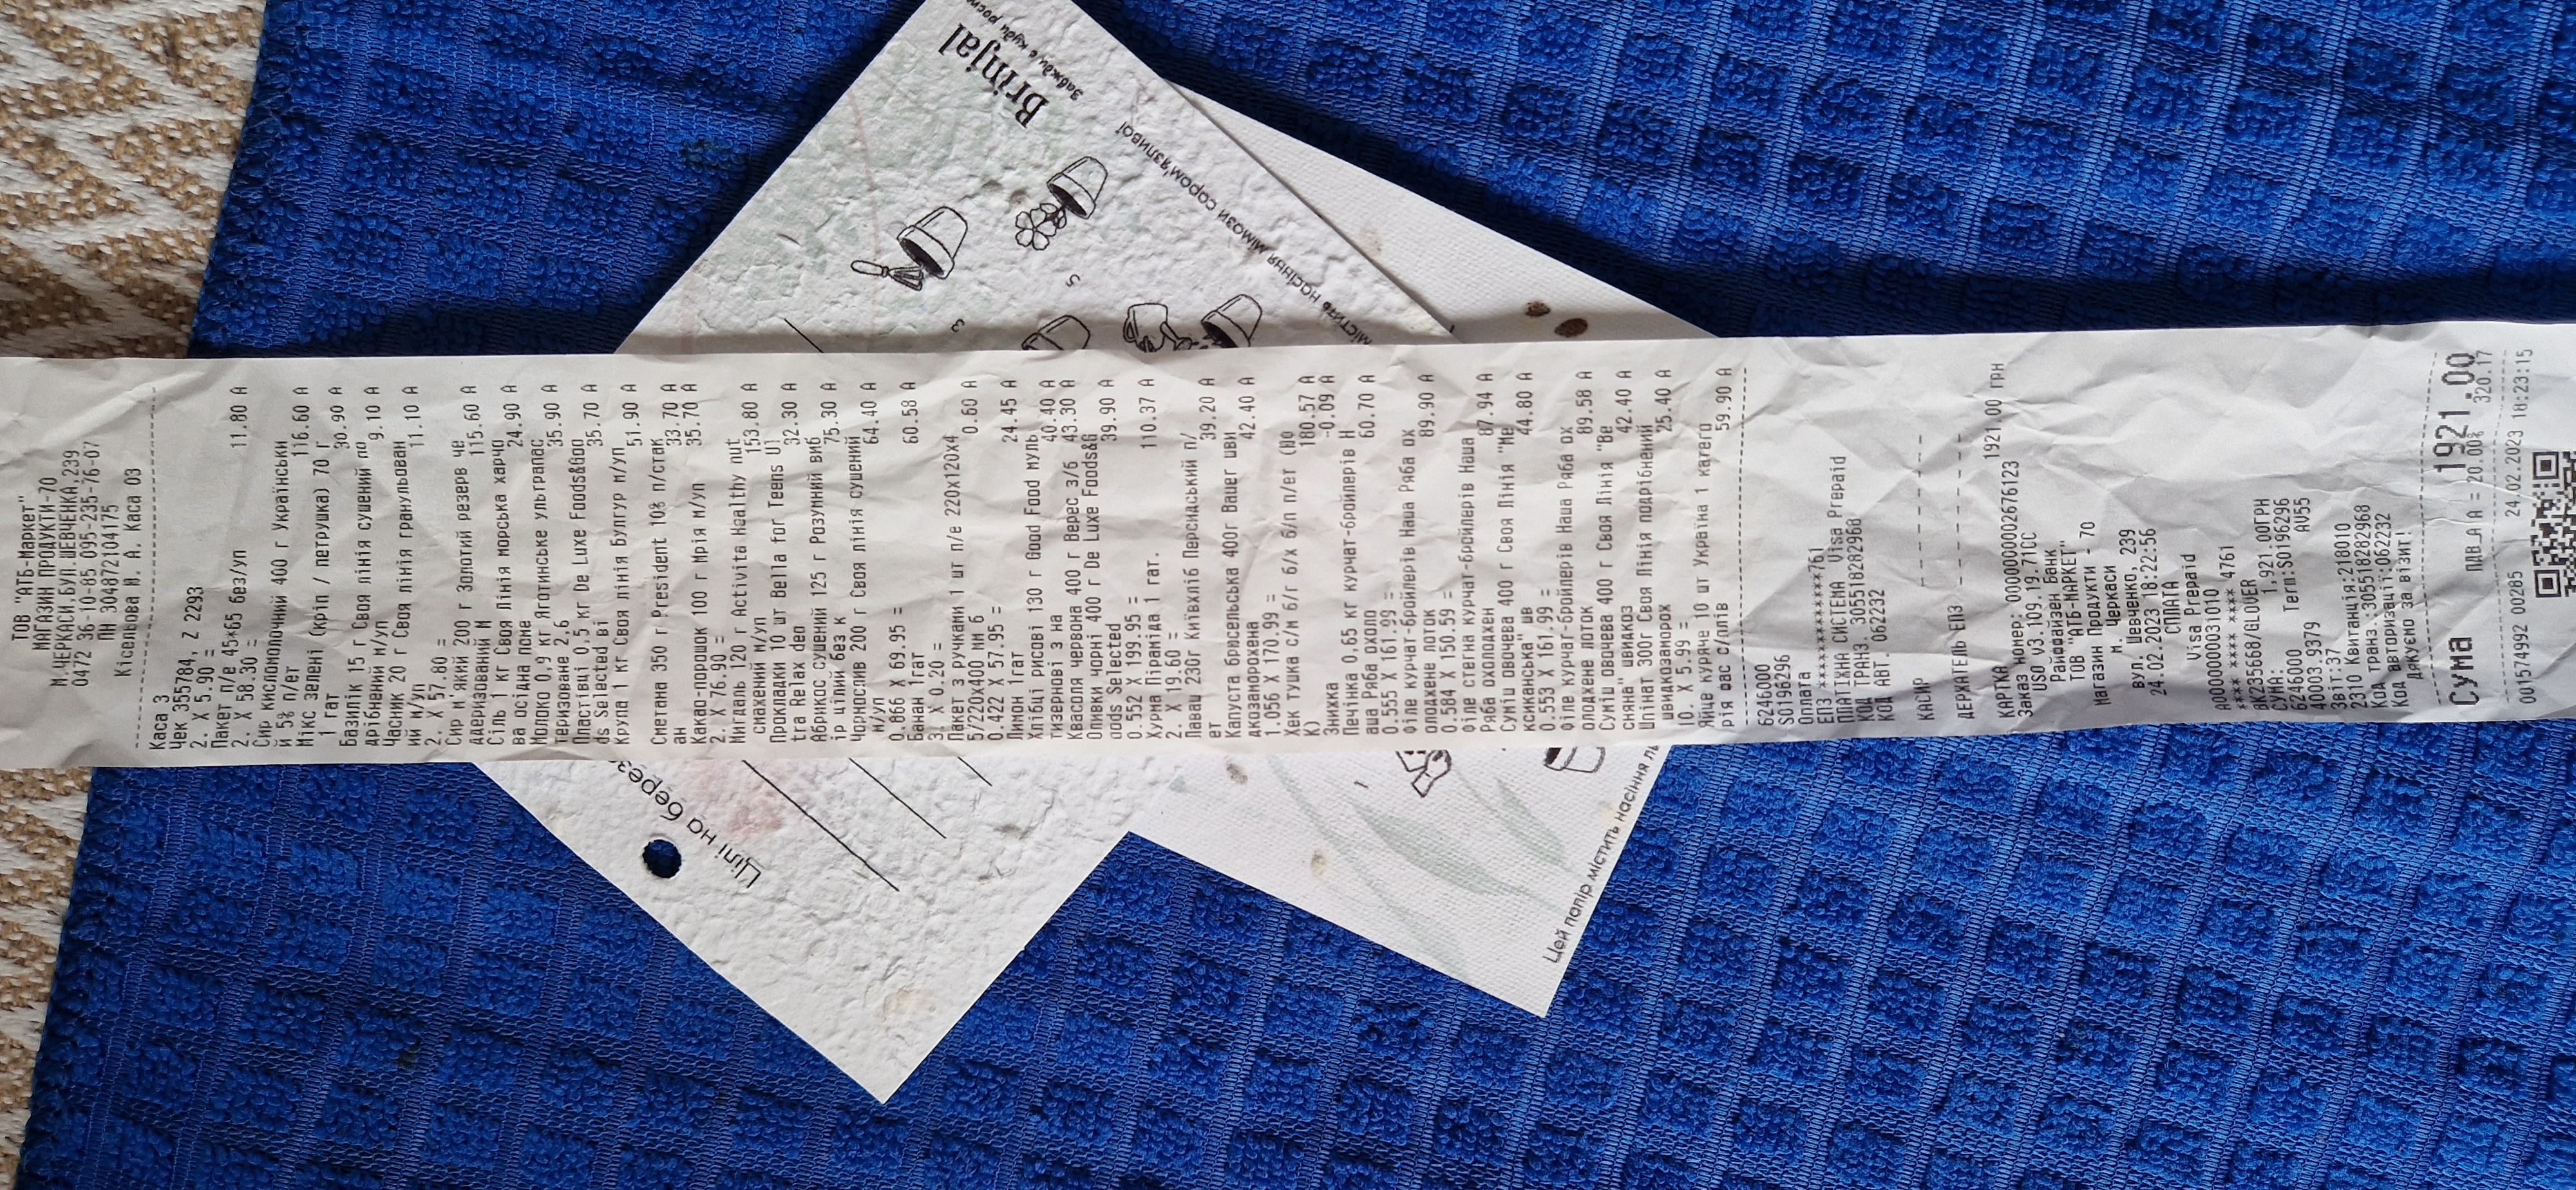 ТОВ "АТБ-Маркет"
МАГАЗИН ПРОДУКТИ-70
М.ЧЕРКАСИ,БУЛ.ШЕВЧЕНКА,239
0472 36-10-85 095-235-76-07
ПН 304872104175
Кісельова М. А. Каса 03
Каса 3
Чек 355784, Z 2293
2. X 5.90 =
Пакет п/е 45*65 без/уп 11.80 А
2. X 58.30 =
Сир кисломолочний 400 г Українськи
й 5% п/ет 116.60 А
Мікс зелені (кріп / петрушка) 70 г
1 гат 30.90 А
Базилік 15 г Своя лінія сушений по
дрібнений м/уп 9.10 А
Часник 20 г Своя лінія гранульован
ий м/уп 11.10 А
2. X 57.80 =
Сир м'який 200 г Золотий резерв че
ддеризований М 115.60 А
Сіль 1 кг Своя Лінія морська харчо
ва осідна поме 24.90 А
Молоко 0,9 кг Яготинське ультрапас
теризоване 2,6 35.90 А
Пластівці 0,5 кг De Luxe Foods&Goo
ds Selected ві 35.70 А
Крупа 1 кг Своя лінія Булгур м/уп
51.90 А
Сметана 350 г President 10% п/стак
ан 33.70 А
Какао-порошок 100 г Мрія м/уп 35.70 А
2. X 76.90 =
Мигдаль 120 г Activita Healthy nut
смажений м/уп 153.80 А
Прокладки 10 шт Bella for Teens Ul
tra Relax deo 32.30 А
Абрикос сушений 125 г Розумний виб
ір цілий без к 75.30 А
Чорнослив 200г Своя лінія сушений
м/уп 64.40 А
0.866 X 69.95 =
Банан 1гат 60.58 А
3. X 0.20 =
Пакет з ручками 1 шт п/е 220х120х4
5/220х400 мм б 0.60 А
0.422 X 57.95 =
Лимон 1гат 24.45 А
Хлібці рисові 130 г Good Food муль
тизернові з на 40.40 А
Квасоля червона 400 г Верес з/б 43.30 А
Оливки чорні 400 г De Luxe Foods&G
oods Selected 39.90 А
0.552 X 199.95 =
Хурма Піраміда 1 гат. 110.37 А
2. X 19.60 =
Лаваш 230г Київхліб Персидський п/
ет 39.20 А
Капуста брюсельська 400г Bauer шви
дкозаморожена 42.40 А
1.056 X 170.99 =
Хек тушка с/м б/г б/х б/п п/ет (Шо
К) 180.57 А
Знижка -0.09 А
Печінка 0,65 кг курчат-бройлерів Н
аша Ряба охоло 60.70 А
0.555 X 161.99 =
Філе курчат-бройлерів Наша Ряба ох
олоджене лоток 89.90 А
0.584 X 150.59 =
Філе стегна курчат-бройлерів Наша
Ряба охолоджен 87.94 А
Суміш овочева 400 г Своя Лінія "Ме
ксиканська" шв 44.80 А
0.553 X 161.99 =
Філе курчат-бройлерів Наша Ряба ох
олоджене лоток 89.58 А
Суміш овочева 400 г Своя Лінія "Ве
сняна" швидкоз 42.40 А
Шпінат 300г Своя Лінія подрібнений
швидкозаморож 25.40 А
10. X 5.99 =
Яйце куряче 10 шт Україна 1 катего
рія фас с/олів 59.90 А
6246000
S0196296
Оплата
ЕПЗ ************761
ПЛАТІЖНА СИСТЕМА Visa Prepaid
КОД ТРАНЗ. 305518282968
КОД АВТ. 062232
КАСИР
ДЕРЖАТЕЛЬ ЕПЗ
КАРТКА 1921.00 ГРН
Заказ номер: 0000000002676123
USO v3.109.19.71CC
Райффайзен Банк
ТОВ "АТБ-МАРКЕТ"
Магазин Продукти - 70
м. Черкаси
вул. Шевченко, 239
24.02.2023 18:22:56
СПЛАТА
Visa Prepaid
A0000000031010
**** **** **** 4761
BK235668/GLOVER
СУМА: 1.921,00ГРН
6246000 Term:S0196296
40003.9379 AV55
ЗВІТ:37
2310 Квитанція:218010
Код транз.:305518282968
Код авторизації:062232
ДЯКУЄМО ЗА ВІЗИТ!
Сума 1921.00
ПДВ_А А = 20.00% 320.17
001574992 00285 24.02.2023 18:23:15
Brinjal
Завжди є куди рости
містить насіння мімози сором'язливої
3
5
Цілі на берез
Цей папір містить насіння